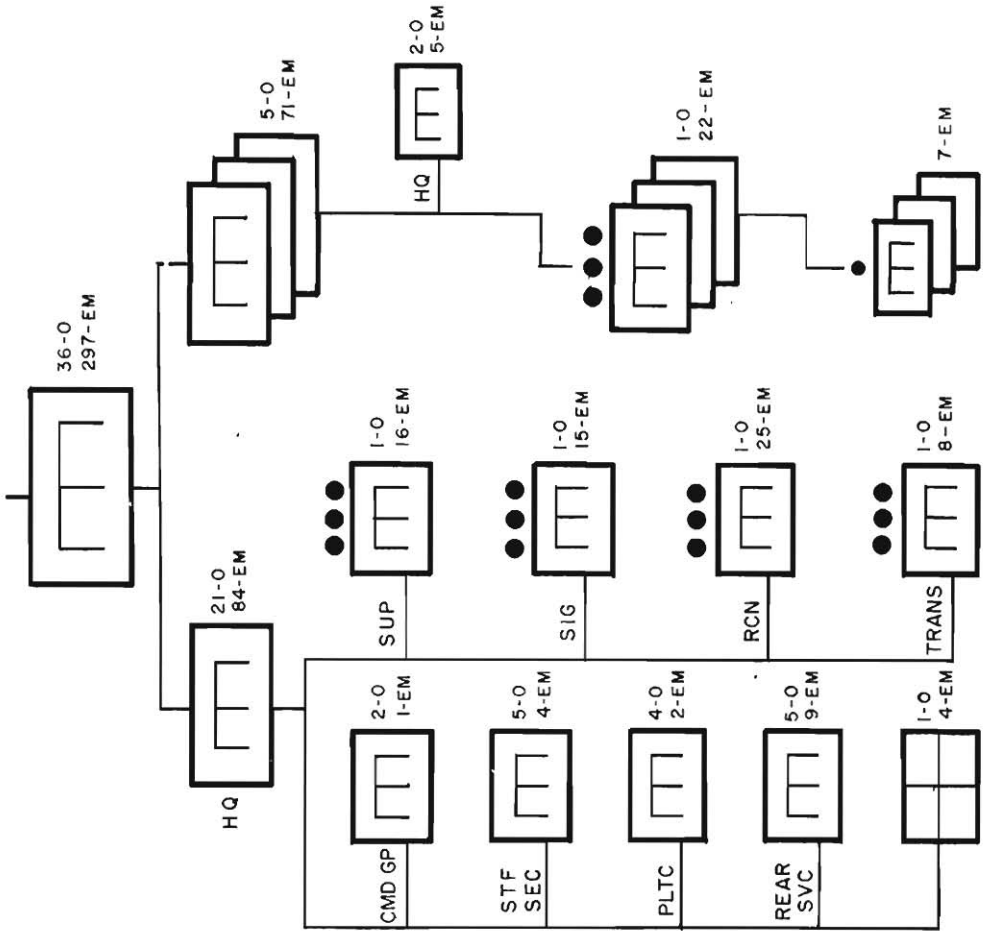 36-O
297-EM
HQ
21-O
84-EM
5-O
71-EM
HQ
2-O
5-EM
CMD GP
2-O
1-EM
SUP
1-O
16-EM
STF
SEC
5-O
4-EM
SIG
1-O
15-EM
1-O
22-EM
PLTC
4-O
2-EM
RCN
1-O
25-EM
REAR
SVC
5-O
9-EM
TRANS
1-O
8-EM
7-EM
1-O
4-EM